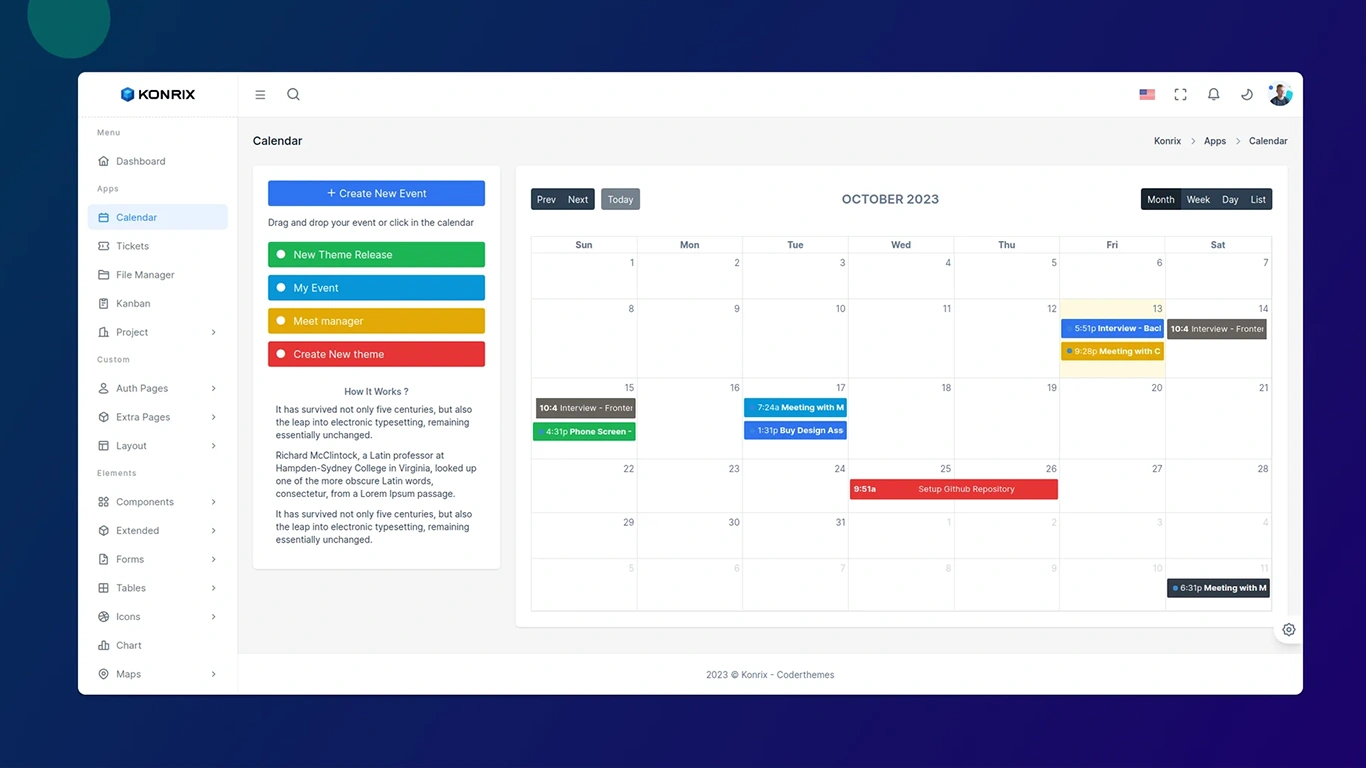 KONRIX
Menu
Dashboard
Apps
Calendar
Tickets
File Manager
Kanban
Project
Custom
Auth Pages
Extra Pages
Layout
Elements
Components
Extended
Forms
Tables
Icons
Chart
Maps
Calendar
Konrix > Apps > Calendar
+ Create New Event
Drag and drop your event or click in the calendar
New Theme Release
My Event
Meet manager
Create New theme
How It Works ?
It has survived not only five centuries, but also
the leap into electronic typesetting, remaining
essentially unchanged.
Richard McClintock, a Latin professor at
Hampden-Sydney College in Virginia, looked up
one of the more obscure Latin words,
consectetur, from a Lorem Ipsum passage.
It has survived not only five centuries, but also
the leap into electronic typesetting, remaining
essentially unchanged.
Prev Next Today OCTOBER 2023 Month Week Day List
Sun Mon Tue Wed Thu Fri Sat
1 2 3 4 5 6 7
8 9 10 11 12 13 14
5:51p Interview - Bacl 10:4 Interview - Fronter
9:28p Meeting with C
15 16 17 18 19 20 21
10:4 Interview - Fronter 7:24a Meeting with M
4:31p Phone Screen - 1:31p Buy Design Ass
22 23 24 25 26 27 28
9:51a Setup Github Repository
29 30 31 1 2 3 4
5 6 7 8 9 10 11
6:31p Meeting with M
2023 © Konrix - Coderthemes